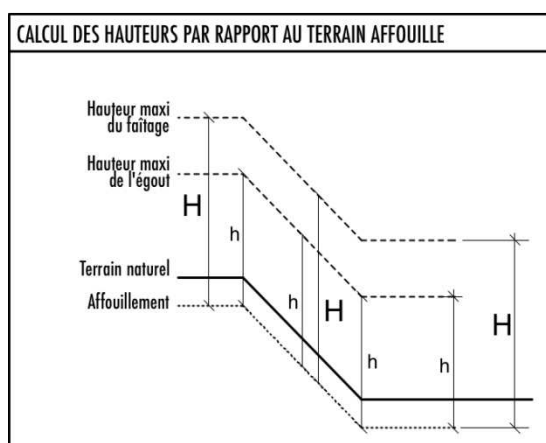 CALCUL DES HAUTEURS PAR RAPPORT AU TERRAIN AFFOUILLE
Hauteur maxi
du faîtage
Hauteur maxi
de l'égout
H
h
Terrain naturel
Affouillement
h
H
h
h
H